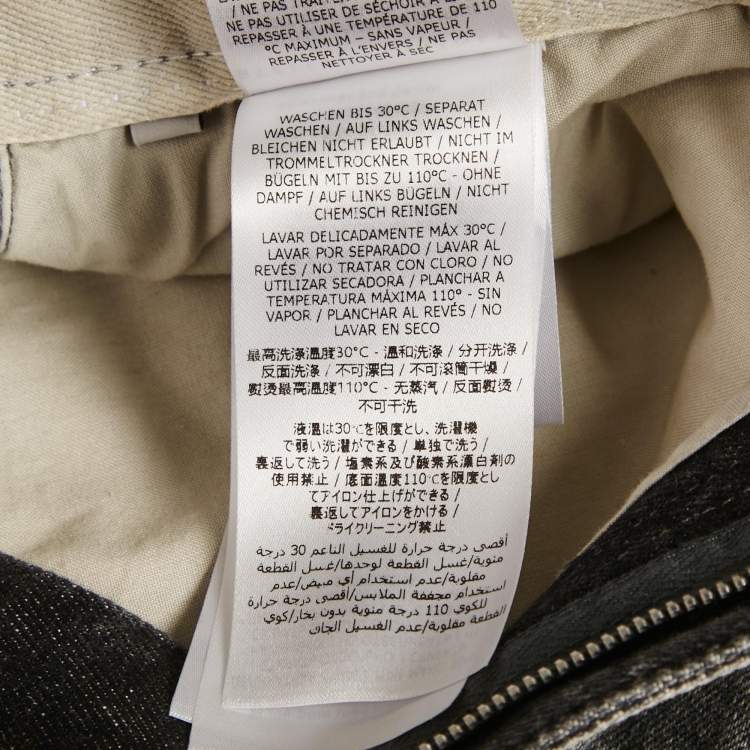 / NE PAS TRAITER
NE PAS UTILISER DE SÉCHOIR À
REPASSER À UNE TEMPÉRATURE DE 110
°C MAXIMUM - SANS VAPEUR /
REPASSER À L'ENVERS / NE PAS
NETTOYER À SEC
WASCHEN BIS 30°C / SEPARAT
WASCHEN / AUF LINKS WASCHEN /
BLEICHEN NICHT ERLAUBT / NICHT IM
TROMMELTROCKNER TROCKNEN /
BÜGELN MIT BIS ZU 110°C - OHNE
DAMPF / AUF LINKS BÜGELN / NICHT
CHEMISCH REINIGEN
LAVAR DELICADAMENTE MÁX 30°C /
LAVAR POR SEPARADO / LAVAR AL
REVÉS / NO TRATAR CON CLORO / NO
UTILIZAR SECADORA / PLANCHAR A
TEMPERATURA MÁXIMA 110° - SIN
VAPOR / PLANCHAR AL REVÉS / NO
LAVAR EN SECO
最高洗涤温度30°C - 温和洗涤 / 分开洗涤 /
反面洗涤 / 不可漂白 / 不可滚筒干燥 /
熨烫最高温度110°C - 无蒸汽 / 反面熨烫 /
不可干洗
液温は30℃を限度とし、洗濯機
で弱い洗濯ができる / 単独で洗う /
裏返して洗う / 塩素系及び酸素系漂白剤の
使用禁止 / 底面温度110℃を限度とし
てアイロン仕上げができる /
裏返してアイロンをかける /
ドライクリーニング禁止
أقصى درجة حرارة للغسيل الناعم 30 درجة
مئوية/غسل القطعة لوحدها/غسل القطعة
مقلوبة/عدم استخدام أي مبيض/عدم
استخدام مجففة الملابس/أقصى درجة حرارة
للكوي 110 درجة مئوية بدون بخار/كوي
القطعة مقلوبة/عدم الغسيل الجاف